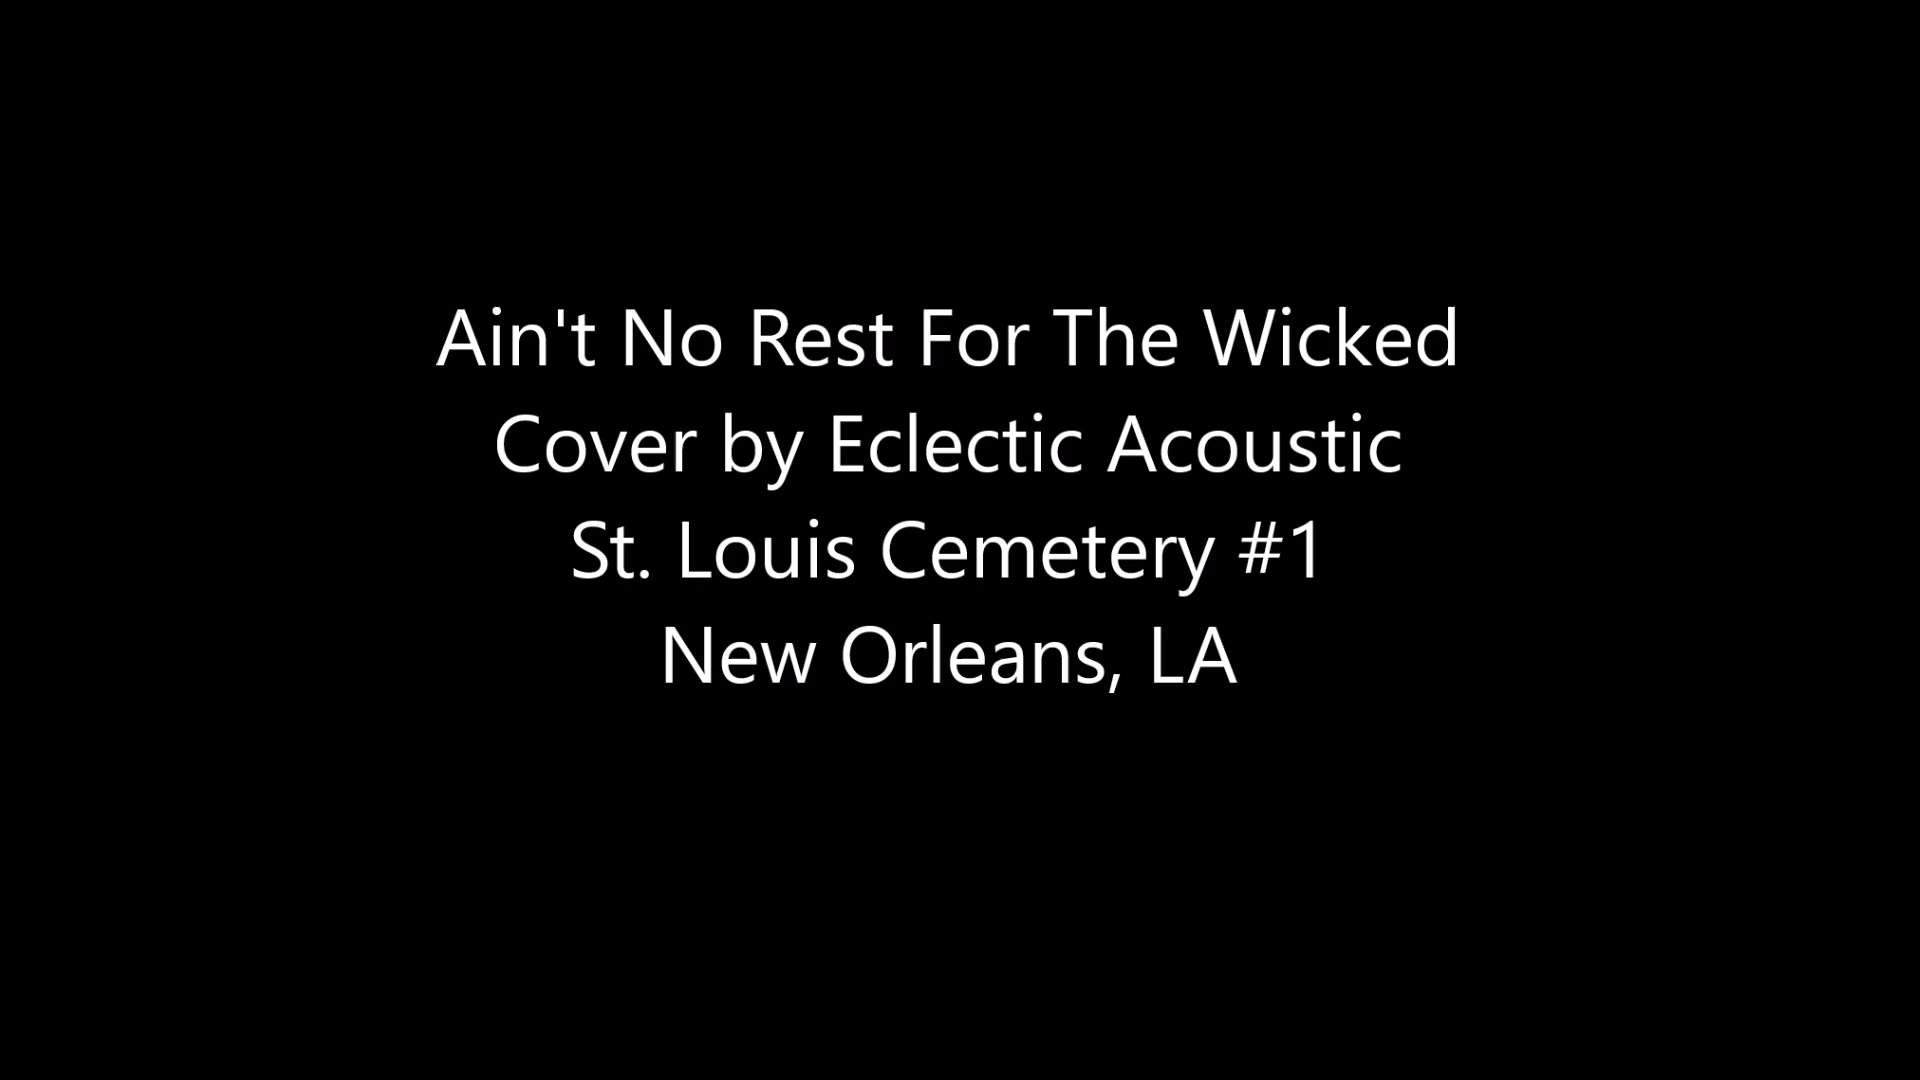 Ain't No Rest For The Wicked
Cover by Eclectic Acoustic
St. Louis Cemetery #1
New Orleans, LA